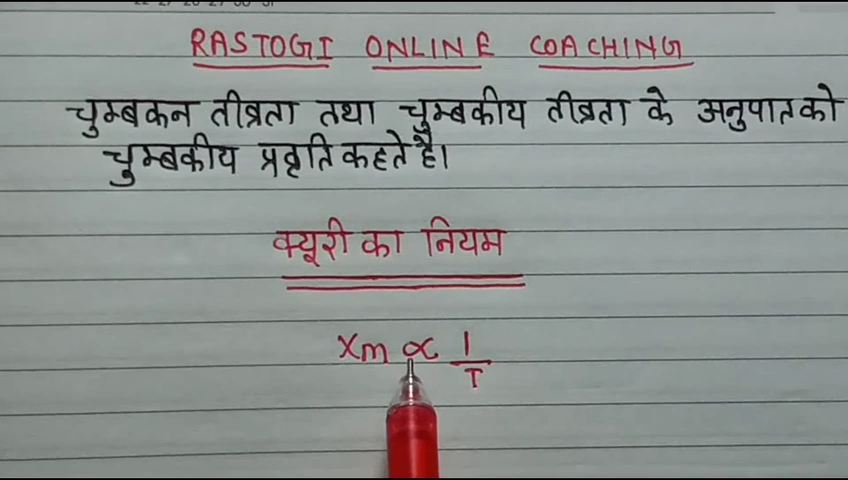 RASTOGI ONLINE COACHING
चुम्बकन तीव्रता तथा चुम्बकीय तीव्रता के अनुपात को
चुम्बकीय प्रवृति कहते है।
क्यूरी का नियम
Xm ∝ 1/T